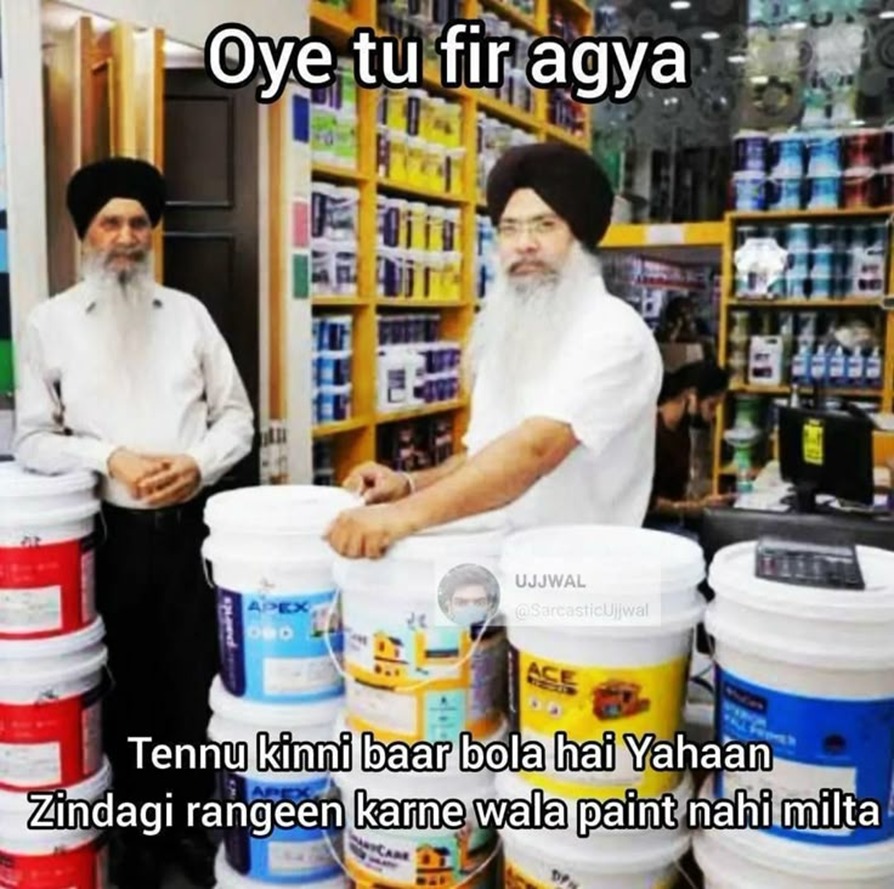 Oye tu fir agya
APEX
UJJWAL
@SarcasticUjjwal
ACE
Tennu kinni baar bola hai Yahaan
Zindagi rangeen karne wala paint nahi milta
APEX